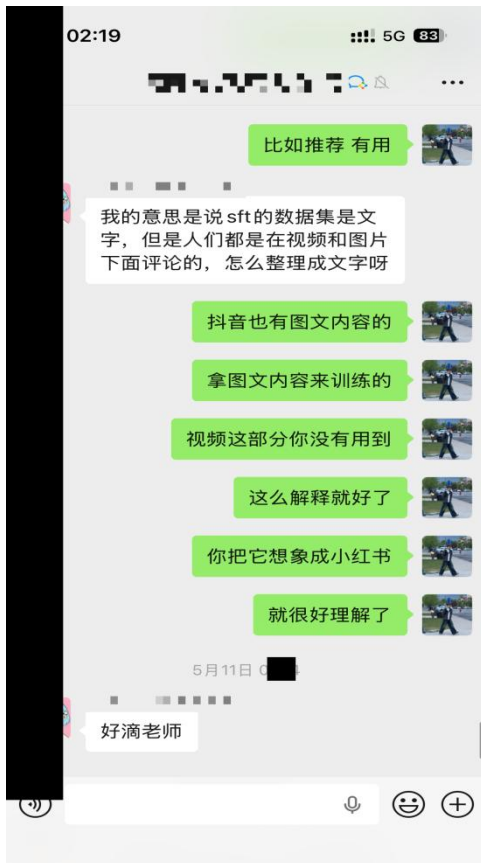 02:19
5G 83
比如推荐 有用
我的意思是说sft的数据集是文
字，但是人们都是在视频和图片
下面评论的，怎么整理成文字呀
抖音也有图文内容的
拿图文内容来训练的
视频这部分你没有用到
这么解释就好了
你把它想象成小红书
就很好理解了
5月11日
好滴老师